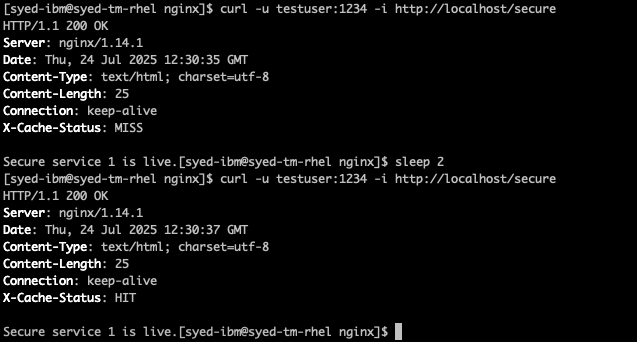 [syed-ibm@syed-tm-rhel nginx]$ curl -u testuser:1234 -i http://localhost/secure
HTTP/1.1 200 OK
Server: nginx/1.14.1
Date: Thu, 24 Jul 2025 12:30:35 GMT
Content-Type: text/html; charset=utf-8
Content-Length: 25
Connection: keep-alive
X-Cache-Status: MISS

Secure service 1 is live.[syed-ibm@syed-tm-rhel nginx]$ sleep 2
[syed-ibm@syed-tm-rhel nginx]$ curl -u testuser:1234 -i http://localhost/secure
HTTP/1.1 200 OK
Server: nginx/1.14.1
Date: Thu, 24 Jul 2025 12:30:37 GMT
Content-Type: text/html; charset=utf-8
Content-Length: 25
Connection: keep-alive
X-Cache-Status: HIT

Secure service 1 is live.[syed-ibm@syed-tm-rhel nginx]$